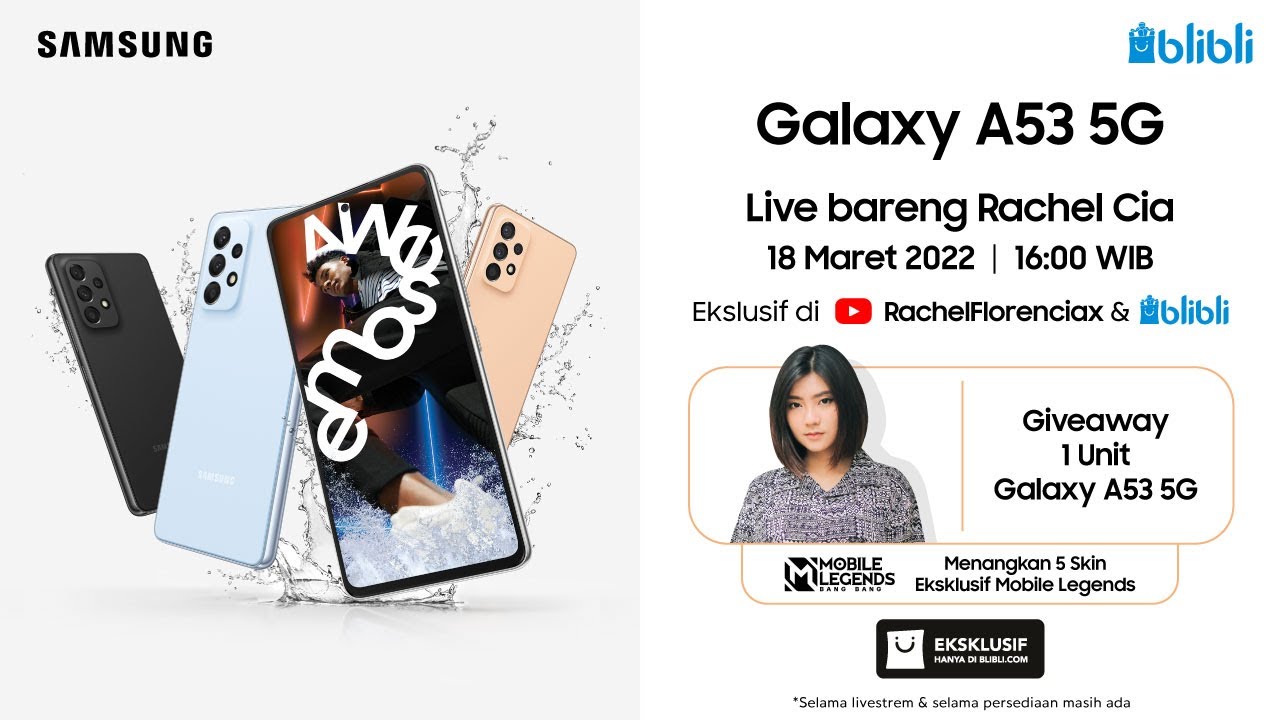 SAMSUNG
blibli
Galaxy A53 5G
Live bareng Rachel Cia
18 Maret 2022 | 16:00 WIB
Ekslusif di RachelFlorenciax & blibli
Awesome
SAMSUNG
Giveaway
1 Unit
Galaxy A53 5G
MOBILE
LEGENDS
BANG BANG
Menangkan 5 Skin
Eksklusif Mobile Legends
EKSKLUSIF
HANYA DI BLIBLI.COM
*Selama livestrem & selama persediaan masih ada